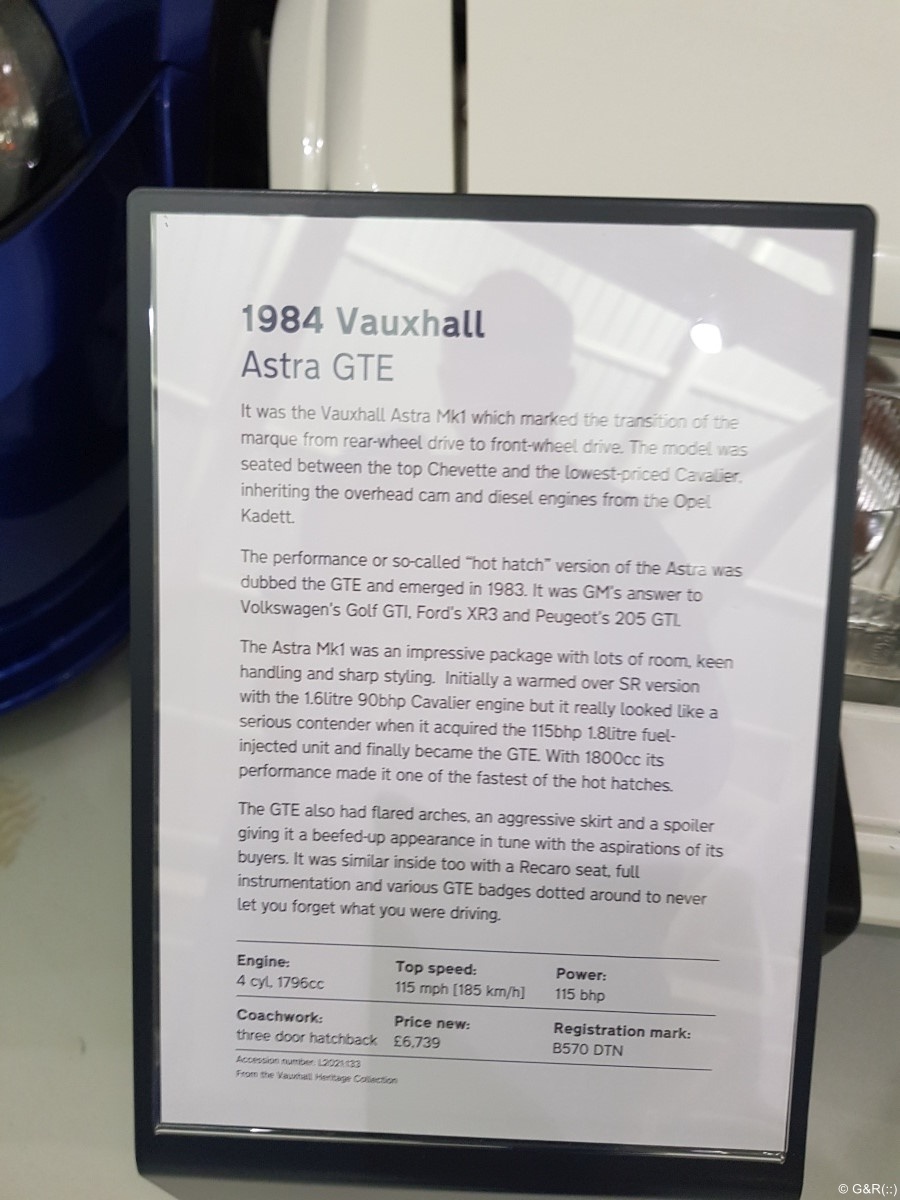 1984 Vauxhall
Astra GTE
It was the Vauxhall Astra Mk1 which marked the transition of the
marque from rear-wheel drive to front-wheel drive. The model was
seated between the top Chevette and the lowest-priced Cavalier,
inheriting the overhead cam and diesel engines from the Opel
Kadett.
The performance or so-called "hot hatch" version of the Astra was
dubbed the GTE and emerged in 1983. It was GM's answer to
Volkswagen's Golf GTI, Ford's XR3 and Peugeot's 205 GTI.
The Astra Mk1 was an impressive package with lots of room, keen
handling and sharp styling. Initially a warmed over SR version
with the 1.6litre 90bhp Cavalier engine but it really looked like a
serious contender when it acquired the 115bhp 1.8litre fuel-
injected unit and finally became the GTE. With 1800cc its
performance made it one of the fastest of the hot hatches.
The GTE also had flared arches, an aggressive skirt and a spoiler
giving it a beefed-up appearance in tune with the aspirations of its
buyers. It was similar inside too with a Recaro seat, full
instrumentation and various GTE badges dotted around to never
let you forget what you were driving.
Engine: Top speed: Power:
4 cyl. 1796cc 115 mph [185 km/h] 115 bhp
Coachwork: Price new: Registration mark:
three door hatchback £6,739 B570 DTN
Accession number: L2021.133
From the Vauxhall Heritage Collection
© G&R(::)